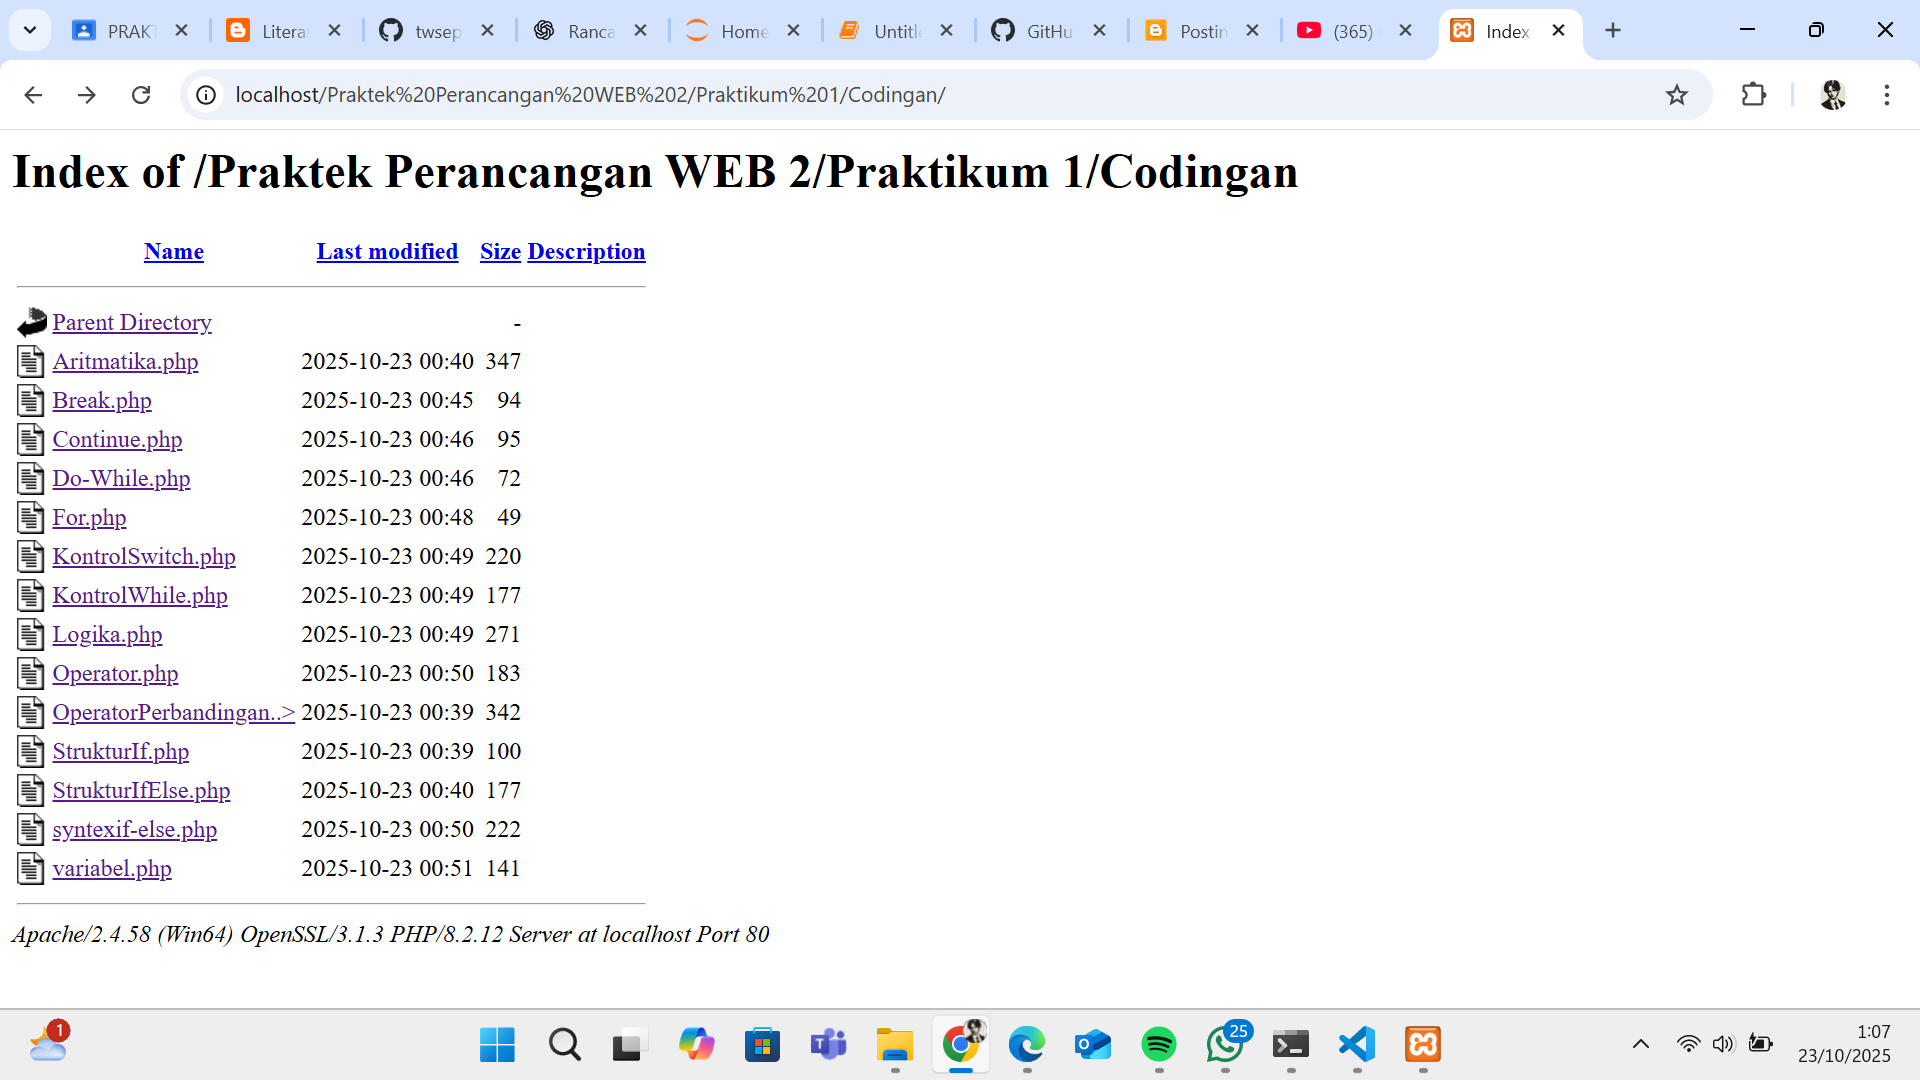 PRAKT
Litera
twsep
Ranca
Home
Untitl
GitHu
Postin
(365)
Index
localhost/Praktek%20Perancangan%20WEB%202/Praktikum%201/Codingan/
Index of /Praktek Perancangan WEB 2/Praktikum 1/Codingan
Name Last modified Size Description
Parent Directory -
Aritmatika.php 2025-10-23 00:40 347
Break.php 2025-10-23 00:45 94
Continue.php 2025-10-23 00:46 95
Do-While.php 2025-10-23 00:46 72
For.php 2025-10-23 00:48 49
KontrolSwitch.php 2025-10-23 00:49 220
KontrolWhile.php 2025-10-23 00:49 177
Logika.php 2025-10-23 00:49 271
Operator.php 2025-10-23 00:50 183
OperatorPerbandingan..> 2025-10-23 00:39 342
StrukturIf.php 2025-10-23 00:39 100
StrukturIfElse.php 2025-10-23 00:40 177
syntexif-else.php 2025-10-23 00:50 222
variabel.php 2025-10-23 00:51 141
Apache/2.4.58 (Win64) OpenSSL/3.1.3 PHP/8.2.12 Server at localhost Port 80
1
25
1:07
23/10/2025